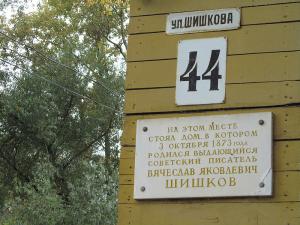 ул.ШИШКОВА
44
НА ЭТОМ МЕСТЕ
СТОЯЛ ДОМ, В КОТОРОМ
3 ОКТЯБРЯ 1873 ГОДА
РОДИЛСЯ ВЫДАЮЩИЙСЯ
СОВЕТСКИЙ ПИСАТЕЛЬ
ВЯЧЕСЛАВ ЯКОВЛЕВИЧ
ШИШКОВ